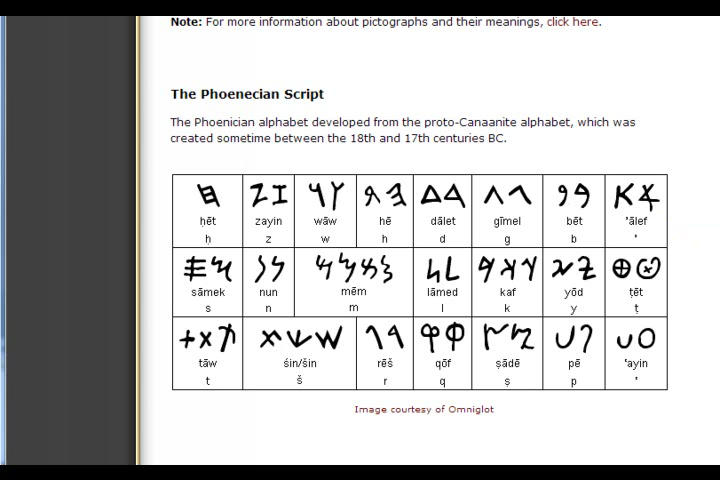 Note: For more information about pictographs and their meanings, click here.
The Phoenecian Script
The Phoenician alphabet developed from the proto-Canaanite alphabet, which was
created sometime between the 18th and 17th centuries BC.
ḥēt zayin wāw hē dālet gīmel bēt 'ālef
ḥ z w h d g b '
sāmek nun mēm lāmed kaf yōd ṭēt
s n m l k y ṭ
tāw śin/šin rēš qōf ṣādē pē 'ayin
t š r q ṣ p '
Image courtesy of Omniglot